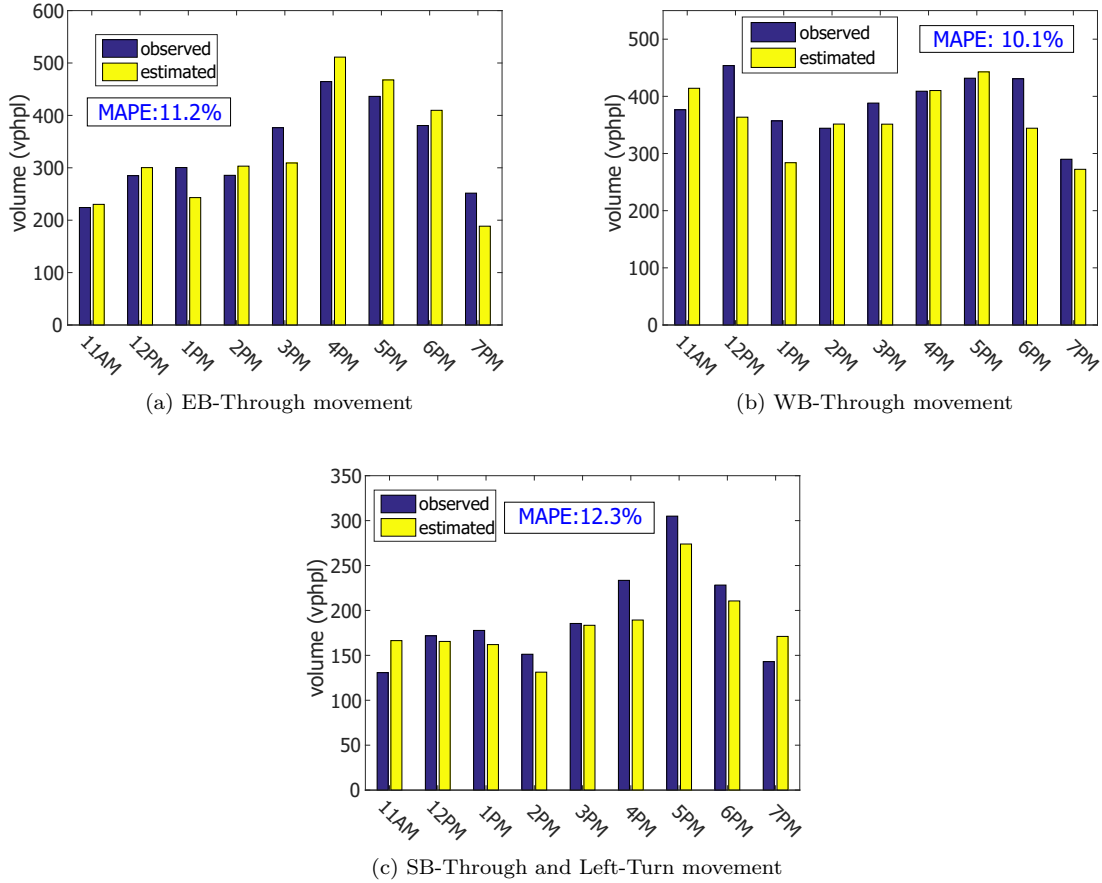 600
500
400
300
200
100
0
volume (vphpl)
observed
estimated
MAPE:11.2%
11AM 12PM 1PM 2PM 3PM 4PM 5PM 6PM 7PM
(a) EB-Through movement
500
400
300
200
100
0
volume (vphpl)
observed
estimated
MAPE: 10.1%
11AM 12PM 1PM 2PM 3PM 4PM 5PM 6PM 7PM
(b) WB-Through movement
350
300
250
200
150
100
50
0
volume (vphpl)
observed
estimated
MAPE:12.3%
11AM 12PM 1PM 2PM 3PM 4PM 5PM 6PM 7PM
(c) SB-Through and Left-Turn movement